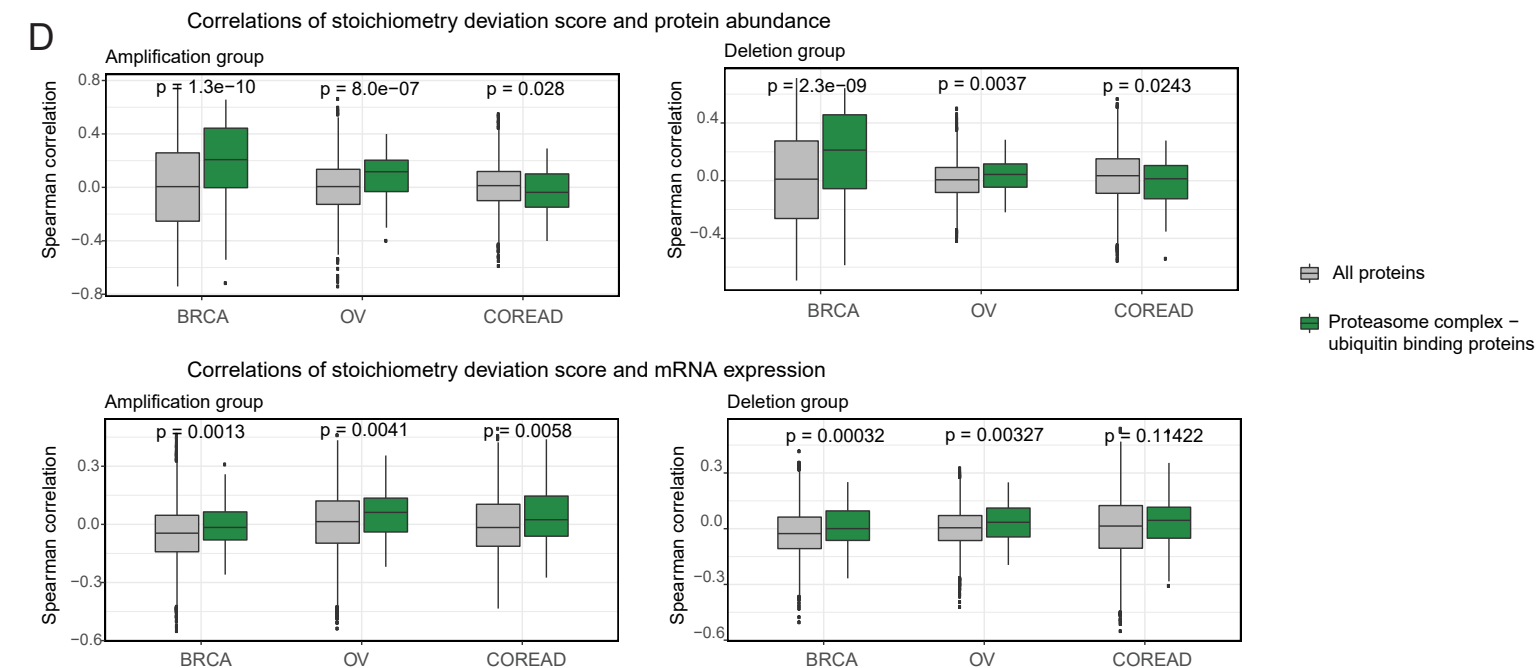 D
Correlations of stoichiometry deviation score and protein abundance
Amplification group
Deletion group
Spearman correlation
0.8
0.4
0.0
−0.4
−0.8
p = 1.3e−10
p = 8.0e−07
p = 0.028
BRCA
OV
COREAD
Spearman correlation
0.4
0.0
−0.4
p = 2.3e−09
p = 0.0037
p = 0.0243
BRCA
OV
COREAD
All proteins
Proteasome complex −
ubiquitin binding proteins
Correlations of stoichiometry deviation score and mRNA expression
Amplification group
Deletion group
Spearman correlation
0.3
0.0
−0.3
−0.6
p = 0.0013
p = 0.0041
p = 0.0058
BRCA
OV
COREAD
Spearman correlation
0.3
0.0
−0.3
−0.6
p = 0.00032
p = 0.00327
p = 0.11422
BRCA
OV
COREAD